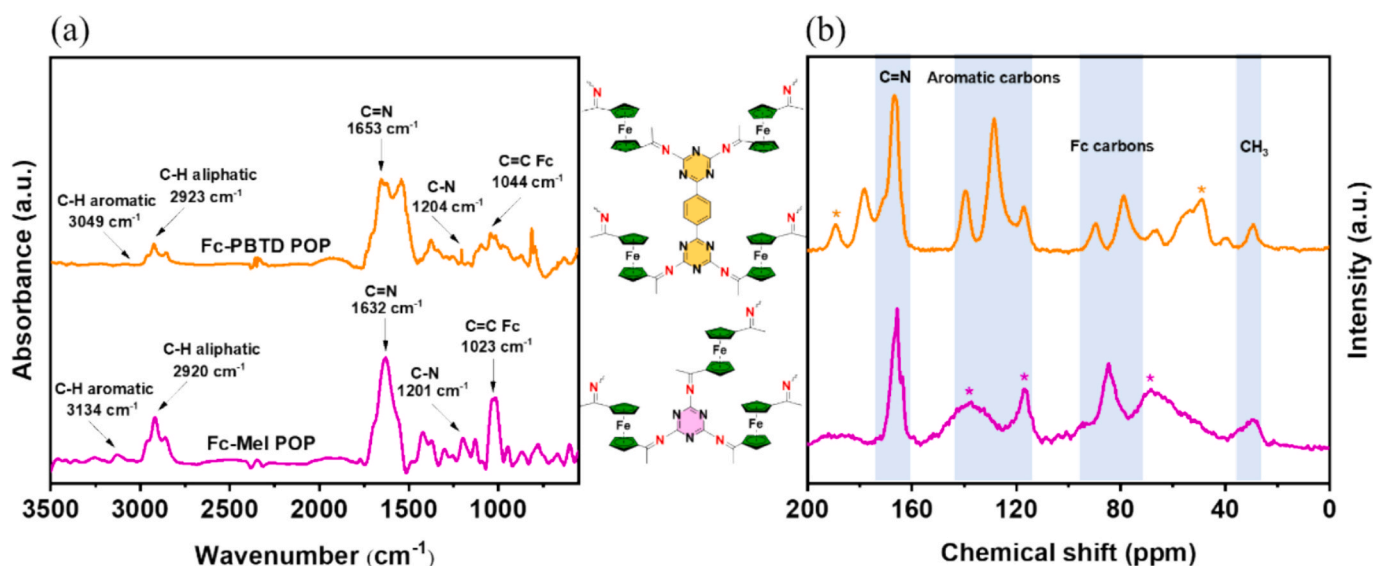 (a)
C=N
1653 cm-1
C=C Fc
1044 cm-1
C-N
1204 cm-1
C-H aliphatic
2923 cm-1
C-H aromatic
3049 cm-1
Fc-PBTD POP
C=N
1632 cm-1
C=C Fc
1023 cm-1
C-H aliphatic
2920 cm-1
C-N
1201 cm-1
C-H aromatic
3134 cm-1
Fc-Mel POP
Absorbance (a.u.)
3500 3000 2500 2000 1500 1000
Wavenumber (cm-1)
N N
Fe Fe
N N N N
N
N N
Fe N Fe
N N N N
N
N
Fe
N
N N
Fe N N Fe
N N N
(b)
C=N
Aromatic carbons
Fc carbons
CH3
*
*
*
*
*
Intensity (a.u.)
200 160 120 80 40 0
Chemical shift (ppm)